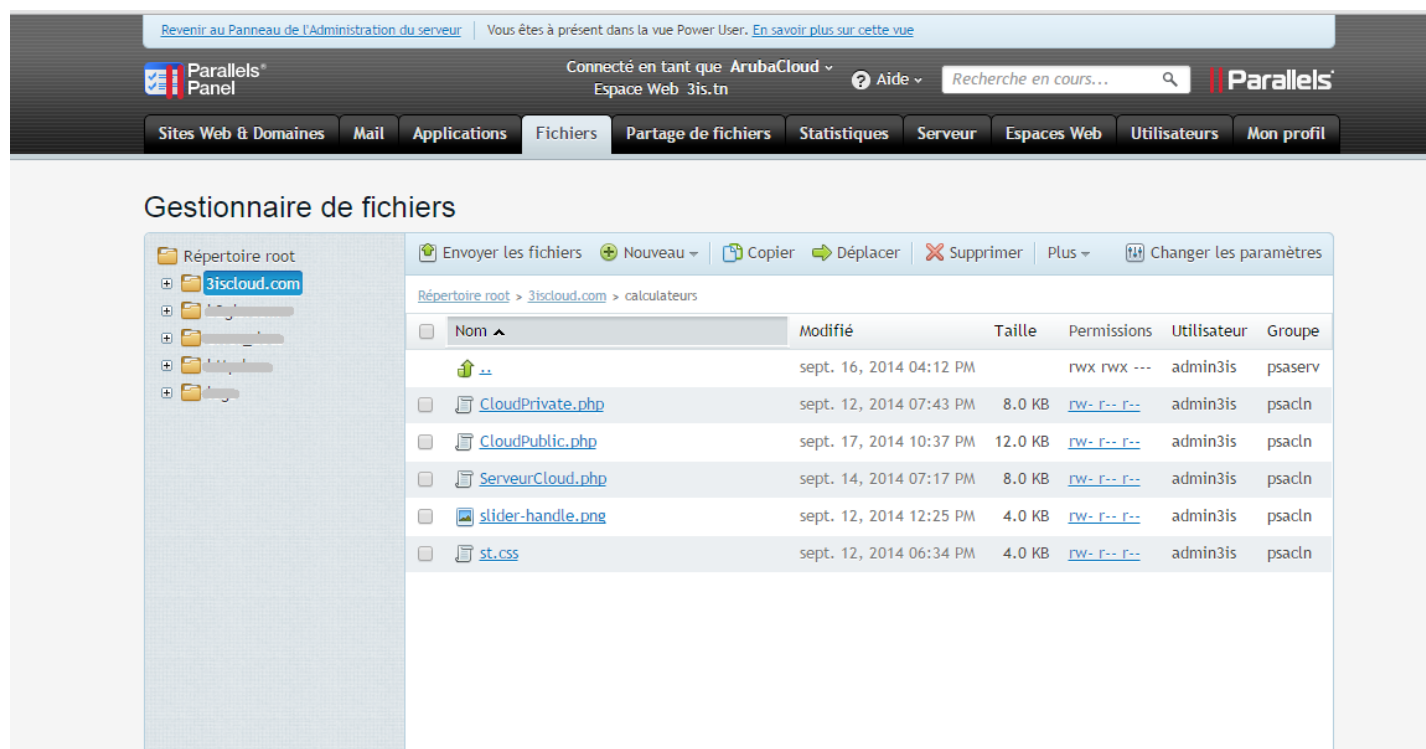 Revenir au Panneau de l'Administration du serveur Vous êtes à présent dans la vue Power User. En savoir plus sur cette vue
Parallels® Panel
Connecté en tant que ArubaCloud
Espace Web 3is.tn
Aide
Recherche en cours...
Parallels®
Sites Web & Domaines Mail Applications Fichiers Partage de fichiers Statistiques Serveur Espaces Web Utilisateurs Mon profil
Gestionnaire de fichiers
Répertoire root
3iscloud.com
Envoyer les fichiers Nouveau Copier Déplacer Supprimer Plus Changer les paramètres
Répertoire root > 3iscloud.com > calculateurs
Nom Modifié Taille Permissions Utilisateur Groupe
.. sept. 16, 2014 04:12 PM rwx rwx --- admin3is psaserv
CloudPrivate.php sept. 12, 2014 07:43 PM 8.0 KB rw- r-- r-- admin3is psacln
CloudPublic.php sept. 17, 2014 10:37 PM 12.0 KB rw- r-- r-- admin3is psacln
ServeurCloud.php sept. 14, 2014 07:17 PM 8.0 KB rw- r-- r-- admin3is psacln
slider-handle.png sept. 12, 2014 12:25 PM 4.0 KB rw- r-- r-- admin3is psacln
st.css sept. 12, 2014 06:34 PM 4.0 KB rw- r-- r-- admin3is psacln